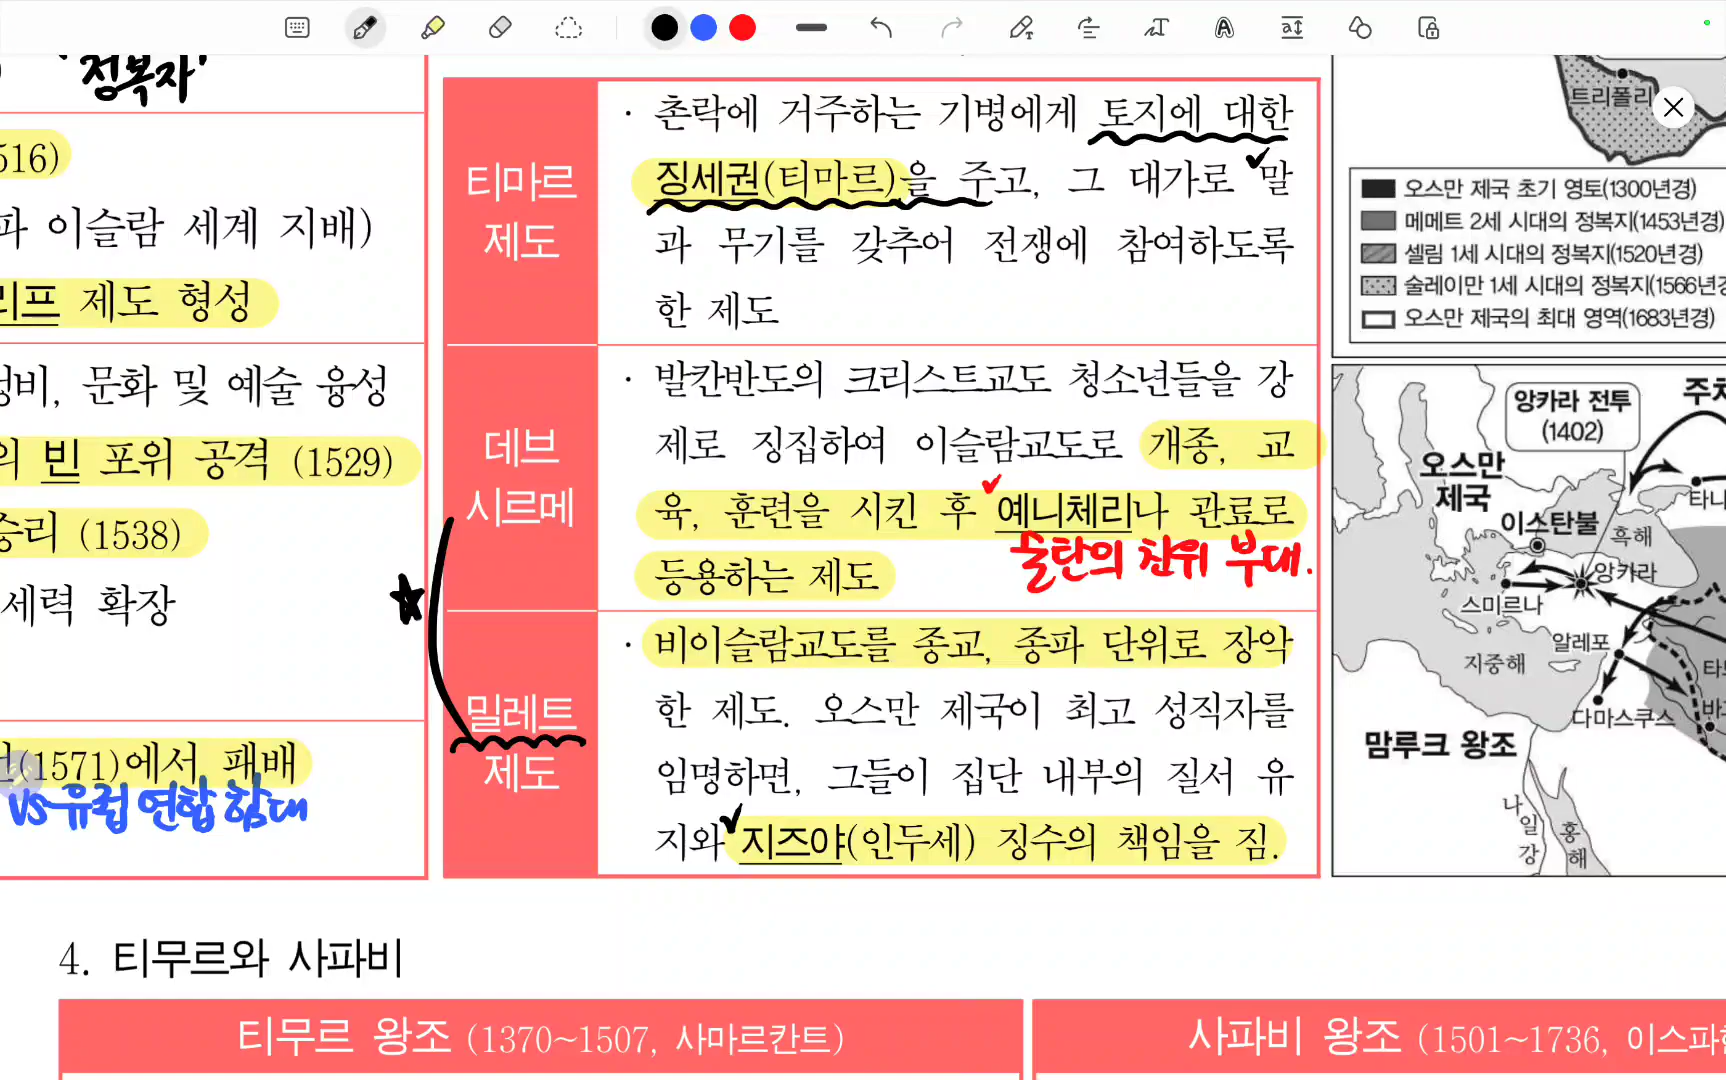 '정복자'
516)
파 이슬람 세계 지배)
리프 제도 형성
정비, 문화 및 예술 융성
의 빈 포위 공격 (1529)
승리 (1538)
세력 확장
(1571)에서 패배
VS 유럽 연합 함대
티마르
제도
· 촌락에 거주하는 기병에게 토지에 대한
징세권(티마르)을 주고, 그 대가로 말
과 무기를 갖추어 전쟁에 참여하도록
한 제도
데브
시르메
· 발칸반도의 크리스트교도 청소년들을 강
제로 징집하여 이슬람교도로 개종, 교
육, 훈련을 시킨 후 예니체리나 관료로
술탄의 친위 부대.
등용하는 제도
밀레트
제도
· 비이슬람교도를 종교, 종파 단위로 장악
한 제도. 오스만 제국이 최고 성직자를
임명하면, 그들이 집단 내부의 질서 유
지와 지즈야(인두세) 징수의 책임을 짐.
트리폴리
오스만 제국 초기 영토(1300년경)
메메트 2세 시대의 정복지(1453년경)
셀림 1세 시대의 정복지(1520년경)
술레이만 1세 시대의 정복지(1566년경
오스만 제국의 최대 영역(1683년경)
앙카라 전투
(1402)
주치
오스만
제국
타나
이스탄불
흑해
앙카라
스미르나
알레포
지중해
타브
다마스쿠스
바그
맘루크 왕조
나일강
홍해
4. 티무르와 사파비
티무르 왕조 (1370~1507, 사마르칸트)
사파비 왕조 (1501~1736, 이스파한